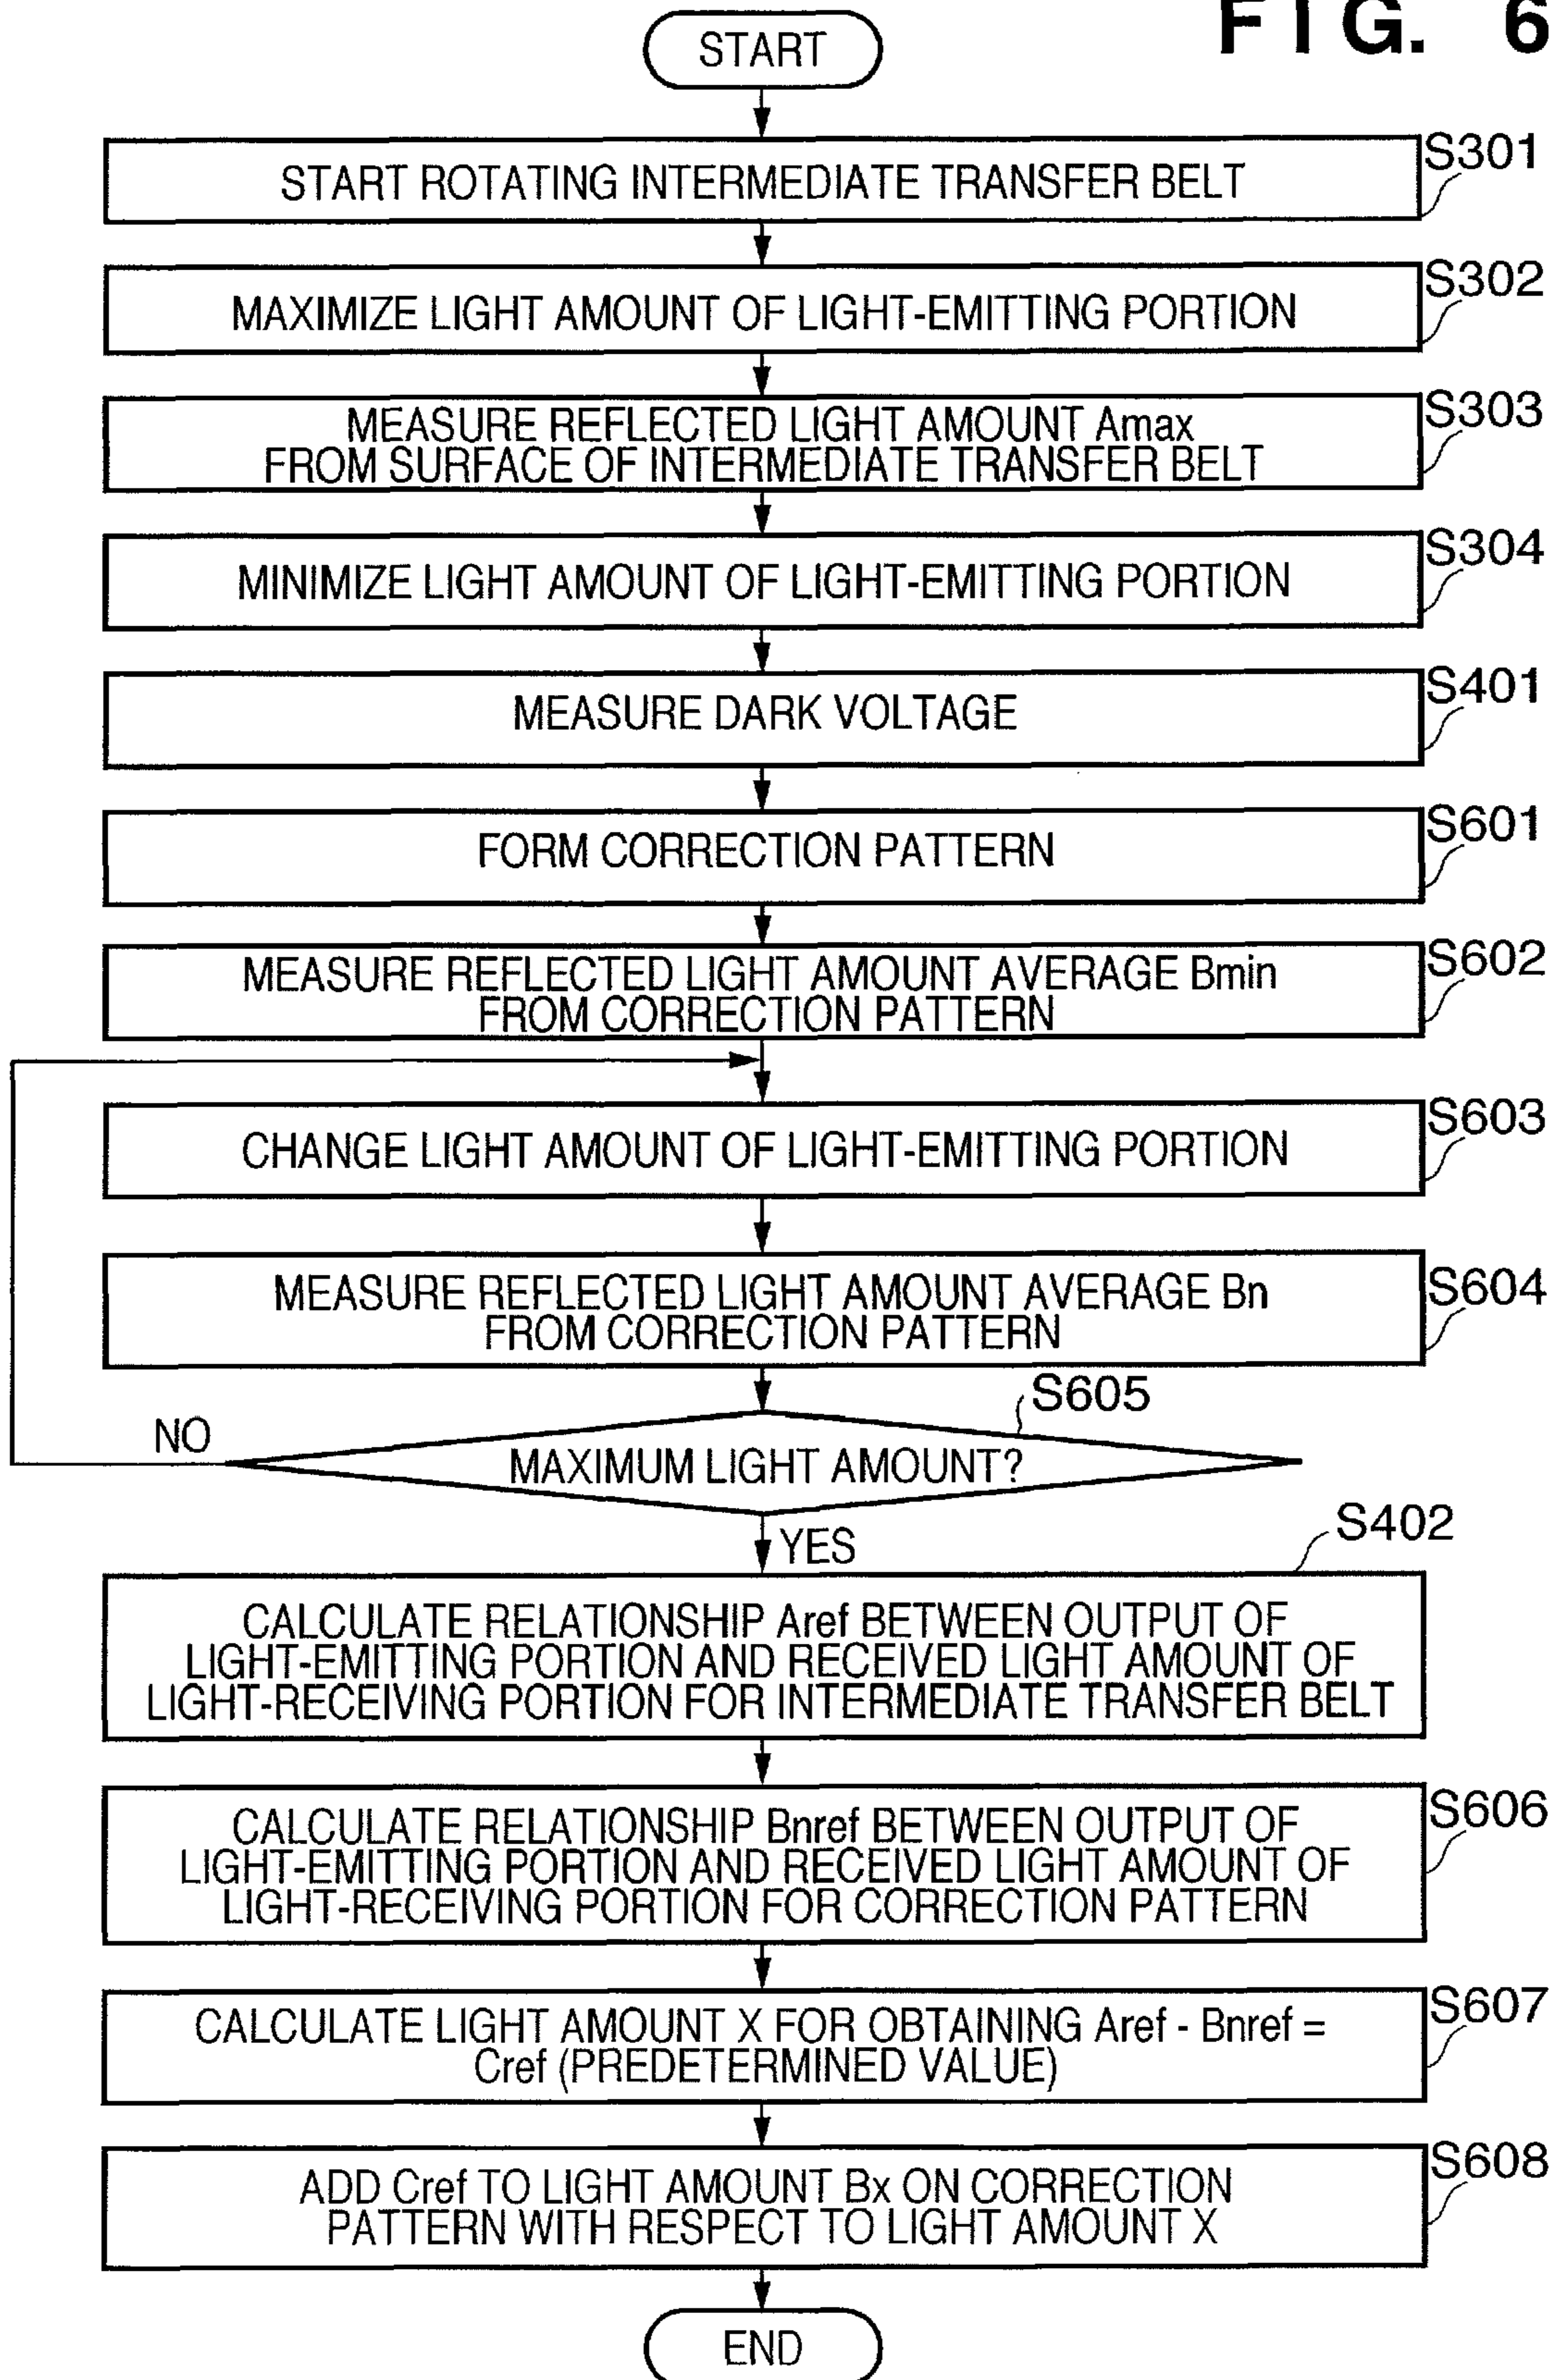 FIG. 6
START
START ROTATING INTERMEDIATE TRANSFER BELT
S301
MAXIMIZE LIGHT AMOUNT OF LIGHT-EMITTING PORTION
S302
MEASURE REFLECTED LIGHT AMOUNT Amax
FROM SURFACE OF INTERMEDIATE TRANSFER BELT
S303
MINIMIZE LIGHT AMOUNT OF LIGHT-EMITTING PORTION
S304
MEASURE DARK VOLTAGE
S401
FORM CORRECTION PATTERN
S601
MEASURE REFLECTED LIGHT AMOUNT AVERAGE Bmin
FROM CORRECTION PATTERN
S602
CHANGE LIGHT AMOUNT OF LIGHT-EMITTING PORTION
S603
MEASURE REFLECTED LIGHT AMOUNT AVERAGE Bn
FROM CORRECTION PATTERN
S604
S605
NO
MAXIMUM LIGHT AMOUNT?
YES
S402
CALCULATE RELATIONSHIP Aref BETWEEN OUTPUT OF
LIGHT-EMITTING PORTION AND RECEIVED LIGHT AMOUNT OF
LIGHT-RECEIVING PORTION FOR INTERMEDIATE TRANSFER BELT
CALCULATE RELATIONSHIP Bnref BETWEEN OUTPUT OF
LIGHT-EMITTING PORTION AND RECEIVED LIGHT AMOUNT OF
LIGHT-RECEIVING PORTION FOR CORRECTION PATTERN
S606
CALCULATE LIGHT AMOUNT X FOR OBTAINING Aref - Bnref =
Cref (PREDETERMINED VALUE)
S607
ADD Cref TO LIGHT AMOUNT Bx ON CORRECTION
PATTERN WITH RESPECT TO LIGHT AMOUNT X
S608
END